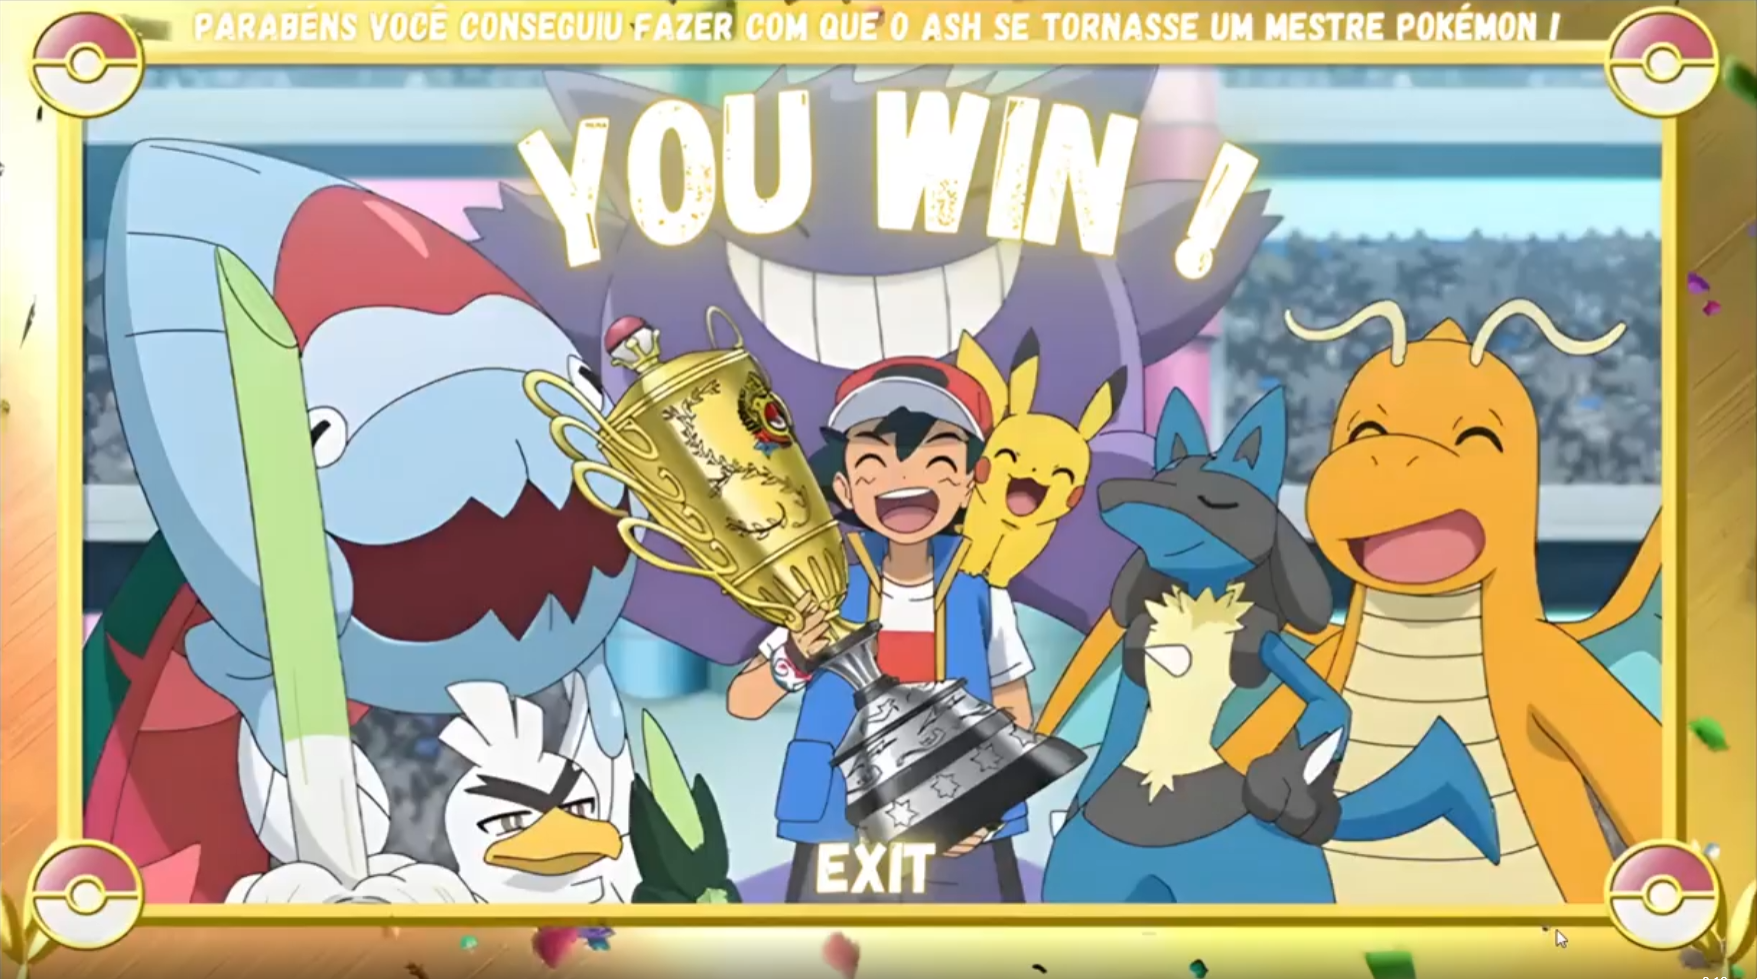 PARABÉNS VOCÊ CONSEGUIU FAZER COM QUE O ASH SE TORNASSE UM MESTRE POKÉMON !
YOU WIN !
EXIT